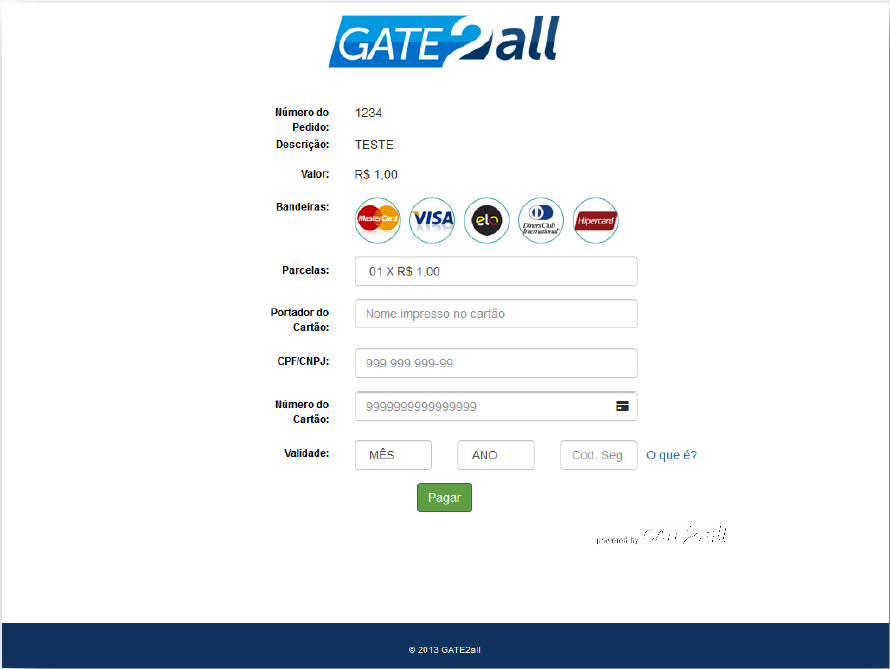 GATE2all
Número do
Pedido:
1234
Descrição:
TESTE
Valor:
R$ 1,00
Bandeiras:
MasterCard
VISA
elo
Diners Club
International
Hipercard
Parcelas:
01 X R$ 1,00
Portador do
Cartão:
Nome impresso no cartão
CPF/CNPJ:
999.999.999-99
Número do
Cartão:
9999999999999999
Validade:
MÊS
ANO
Cod. Seg.
O que é?
Pagar
powered by GATE2all
© 2013 GATE2all